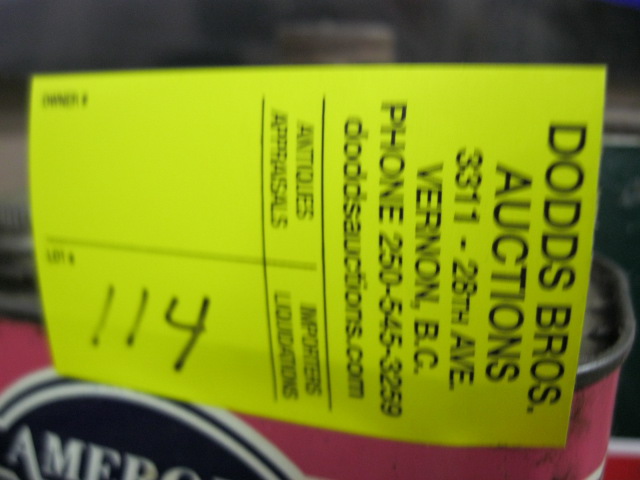 DODDS BROS.
AUCTIONS
3311 - 28TH AVE.
VERNON, B.C.
PHONE 250-545-3259
doddsauctions.com
ANTIQUES
APPRAISALS
IMPORTERS
LIQUIDATIONS
OWNER #
LOT #
114